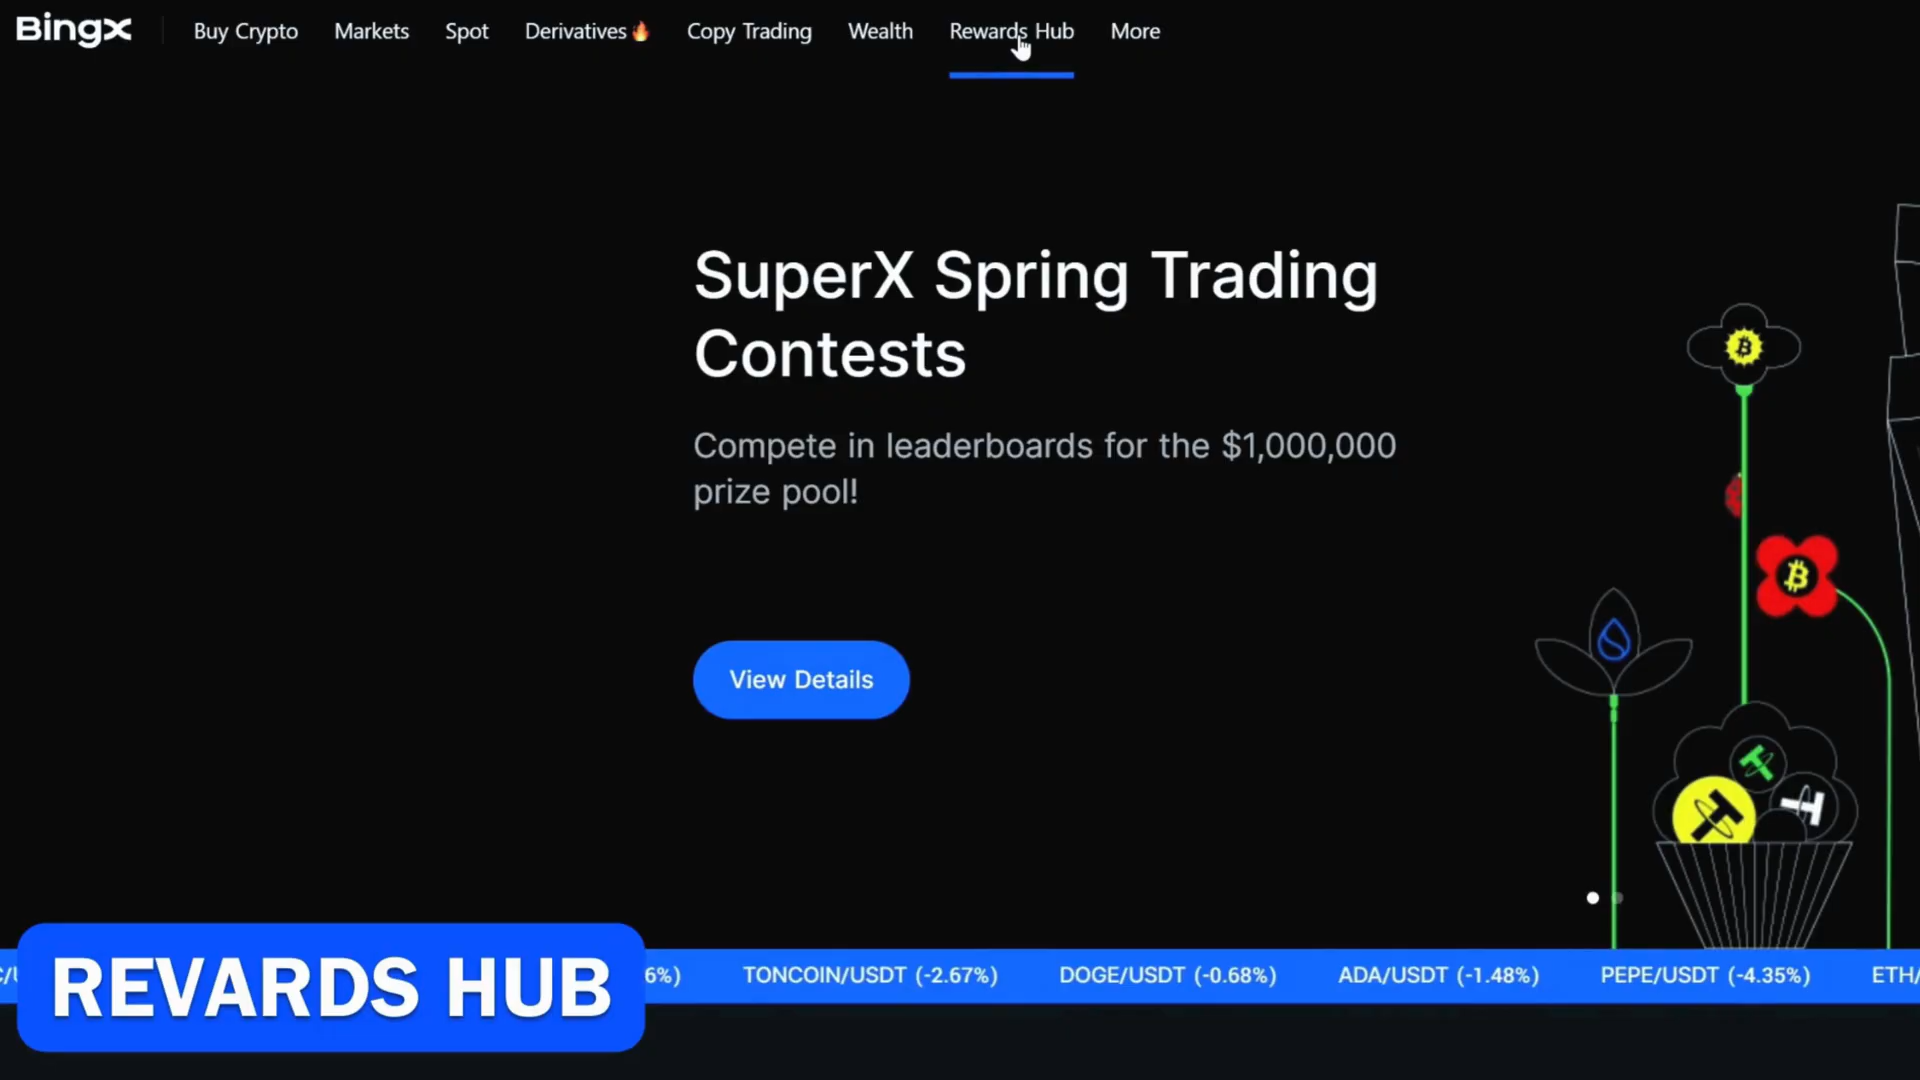 BingX
Buy Crypto Markets Spot Derivatives🔥 Copy Trading Wealth Rewards Hub More
SuperX Spring Trading
Contests
Compete in leaderboards for the $1,000,000
prize pool!
View Details
REVARDS HUB
6%) TONCOIN/USDT (-2.67%) DOGE/USDT (-0.68%) ADA/USDT (-1.48%) PEPE/USDT (-4.35%) ETH/